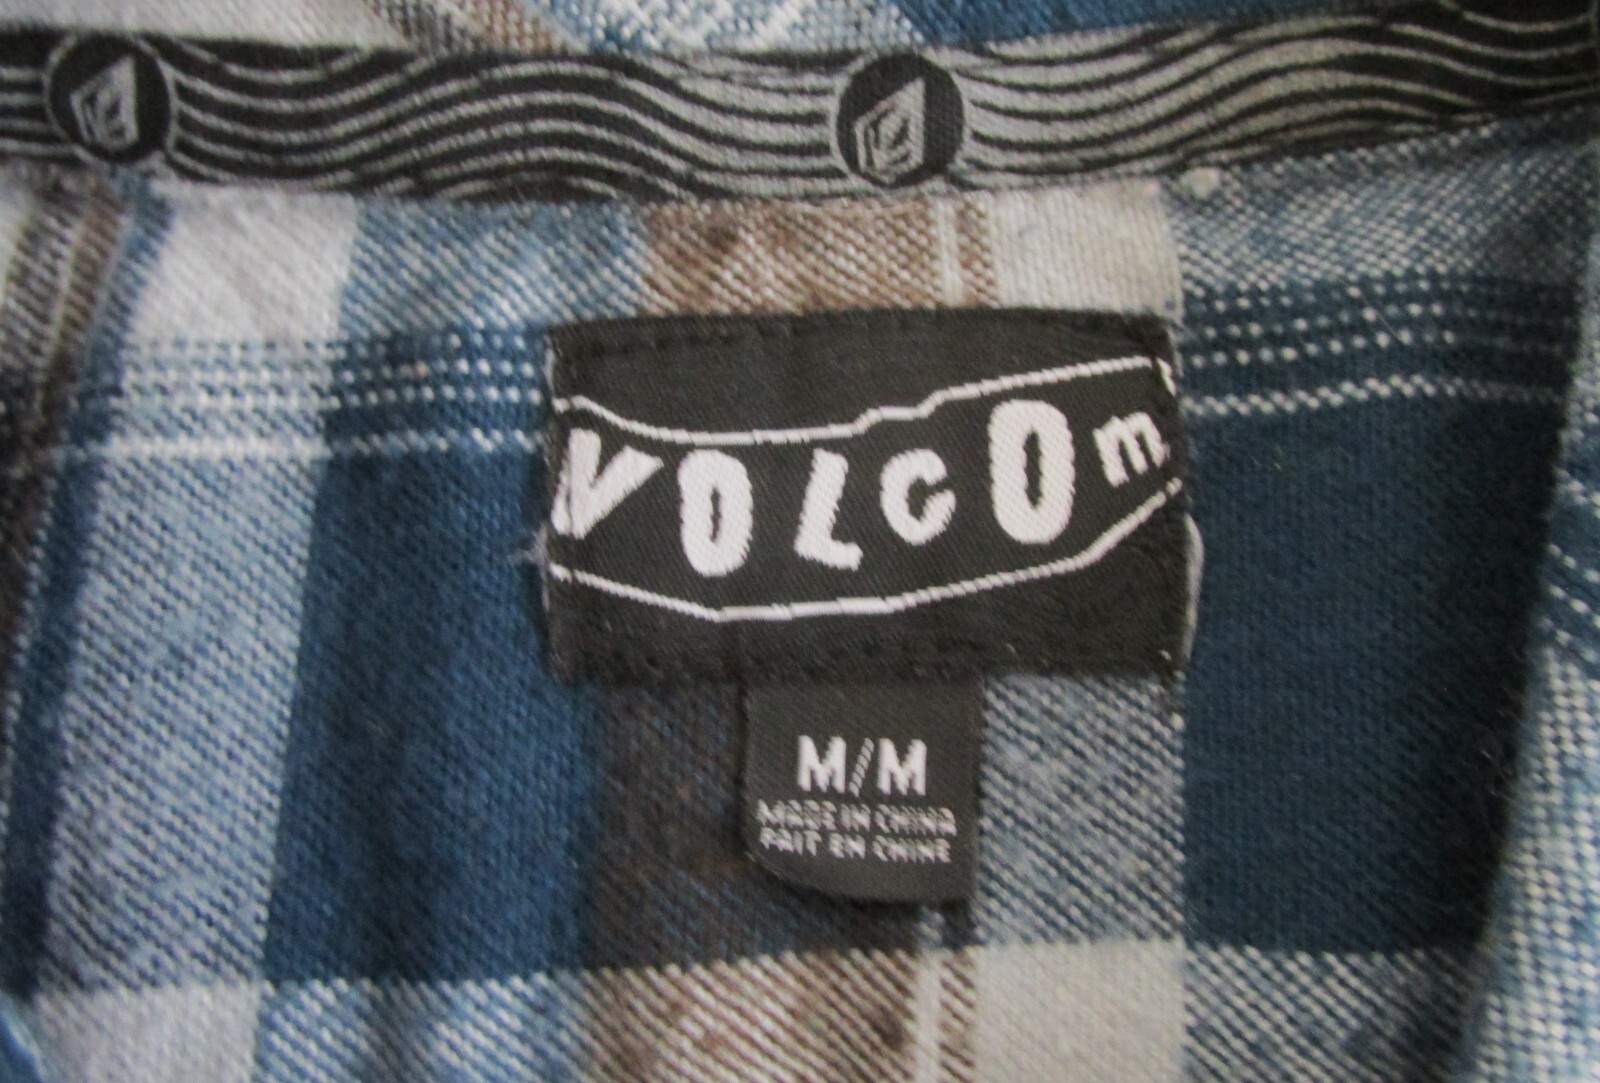 VOLCOm
M/M
MADE IN CHINA
FAIT EN CHINE